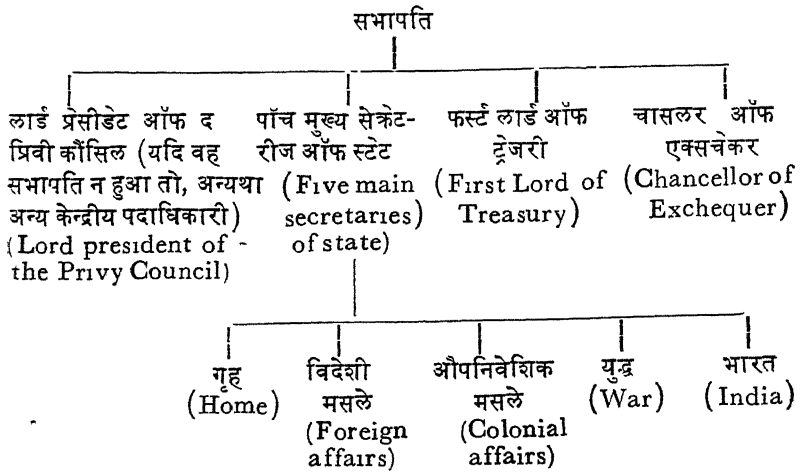 सभापति
लार्ड प्रेसीडेट ऑफ द
प्रिवी कौंसिल (यदि वह
सभापति न हुआ तो, अन्यथा
अन्य केन्द्रीय पदाधिकारी)
(Lord president of -
the Privy Council)
पॉच मुख्य सेक्रेट-
रीज ऑफ स्टेट
(Five main
secretaries)
of state)
फर्स्ट लार्ड ऑफ
ट्रेजरी
(First Lord of
Treasury)
चासलर ऑफ
एक्सचेकर
(Chancellor of
Exchequer)
गृह
(Home)
विदेशी
मसले
(Foreign
affairs)
औपनिवेशिक
मसले
(Colonial
affairs)
युद्ध
(War)
भारत
(India)